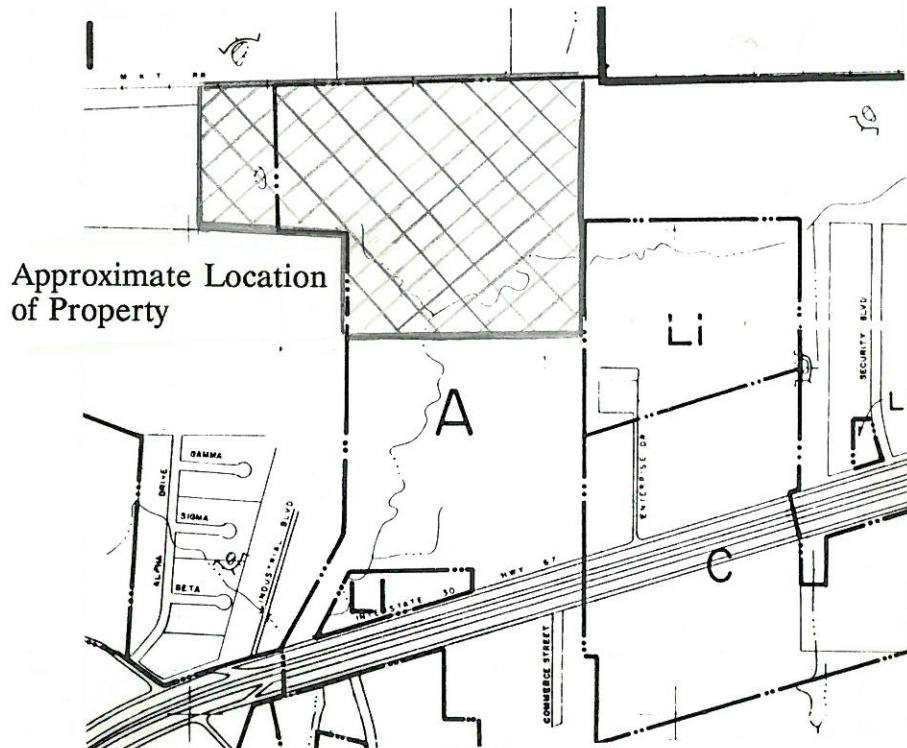 M K T RR
Approximate Location
of Property
LI
A
SECURITY BLVD
L
GAMMA
DRIVE
SIGMA
ALPHA
BETA
INDUSTRIAL BLVD
ENTERPISE DR
HWY 67
C
LI
INTERSTATE 30
COMMERCE STREET